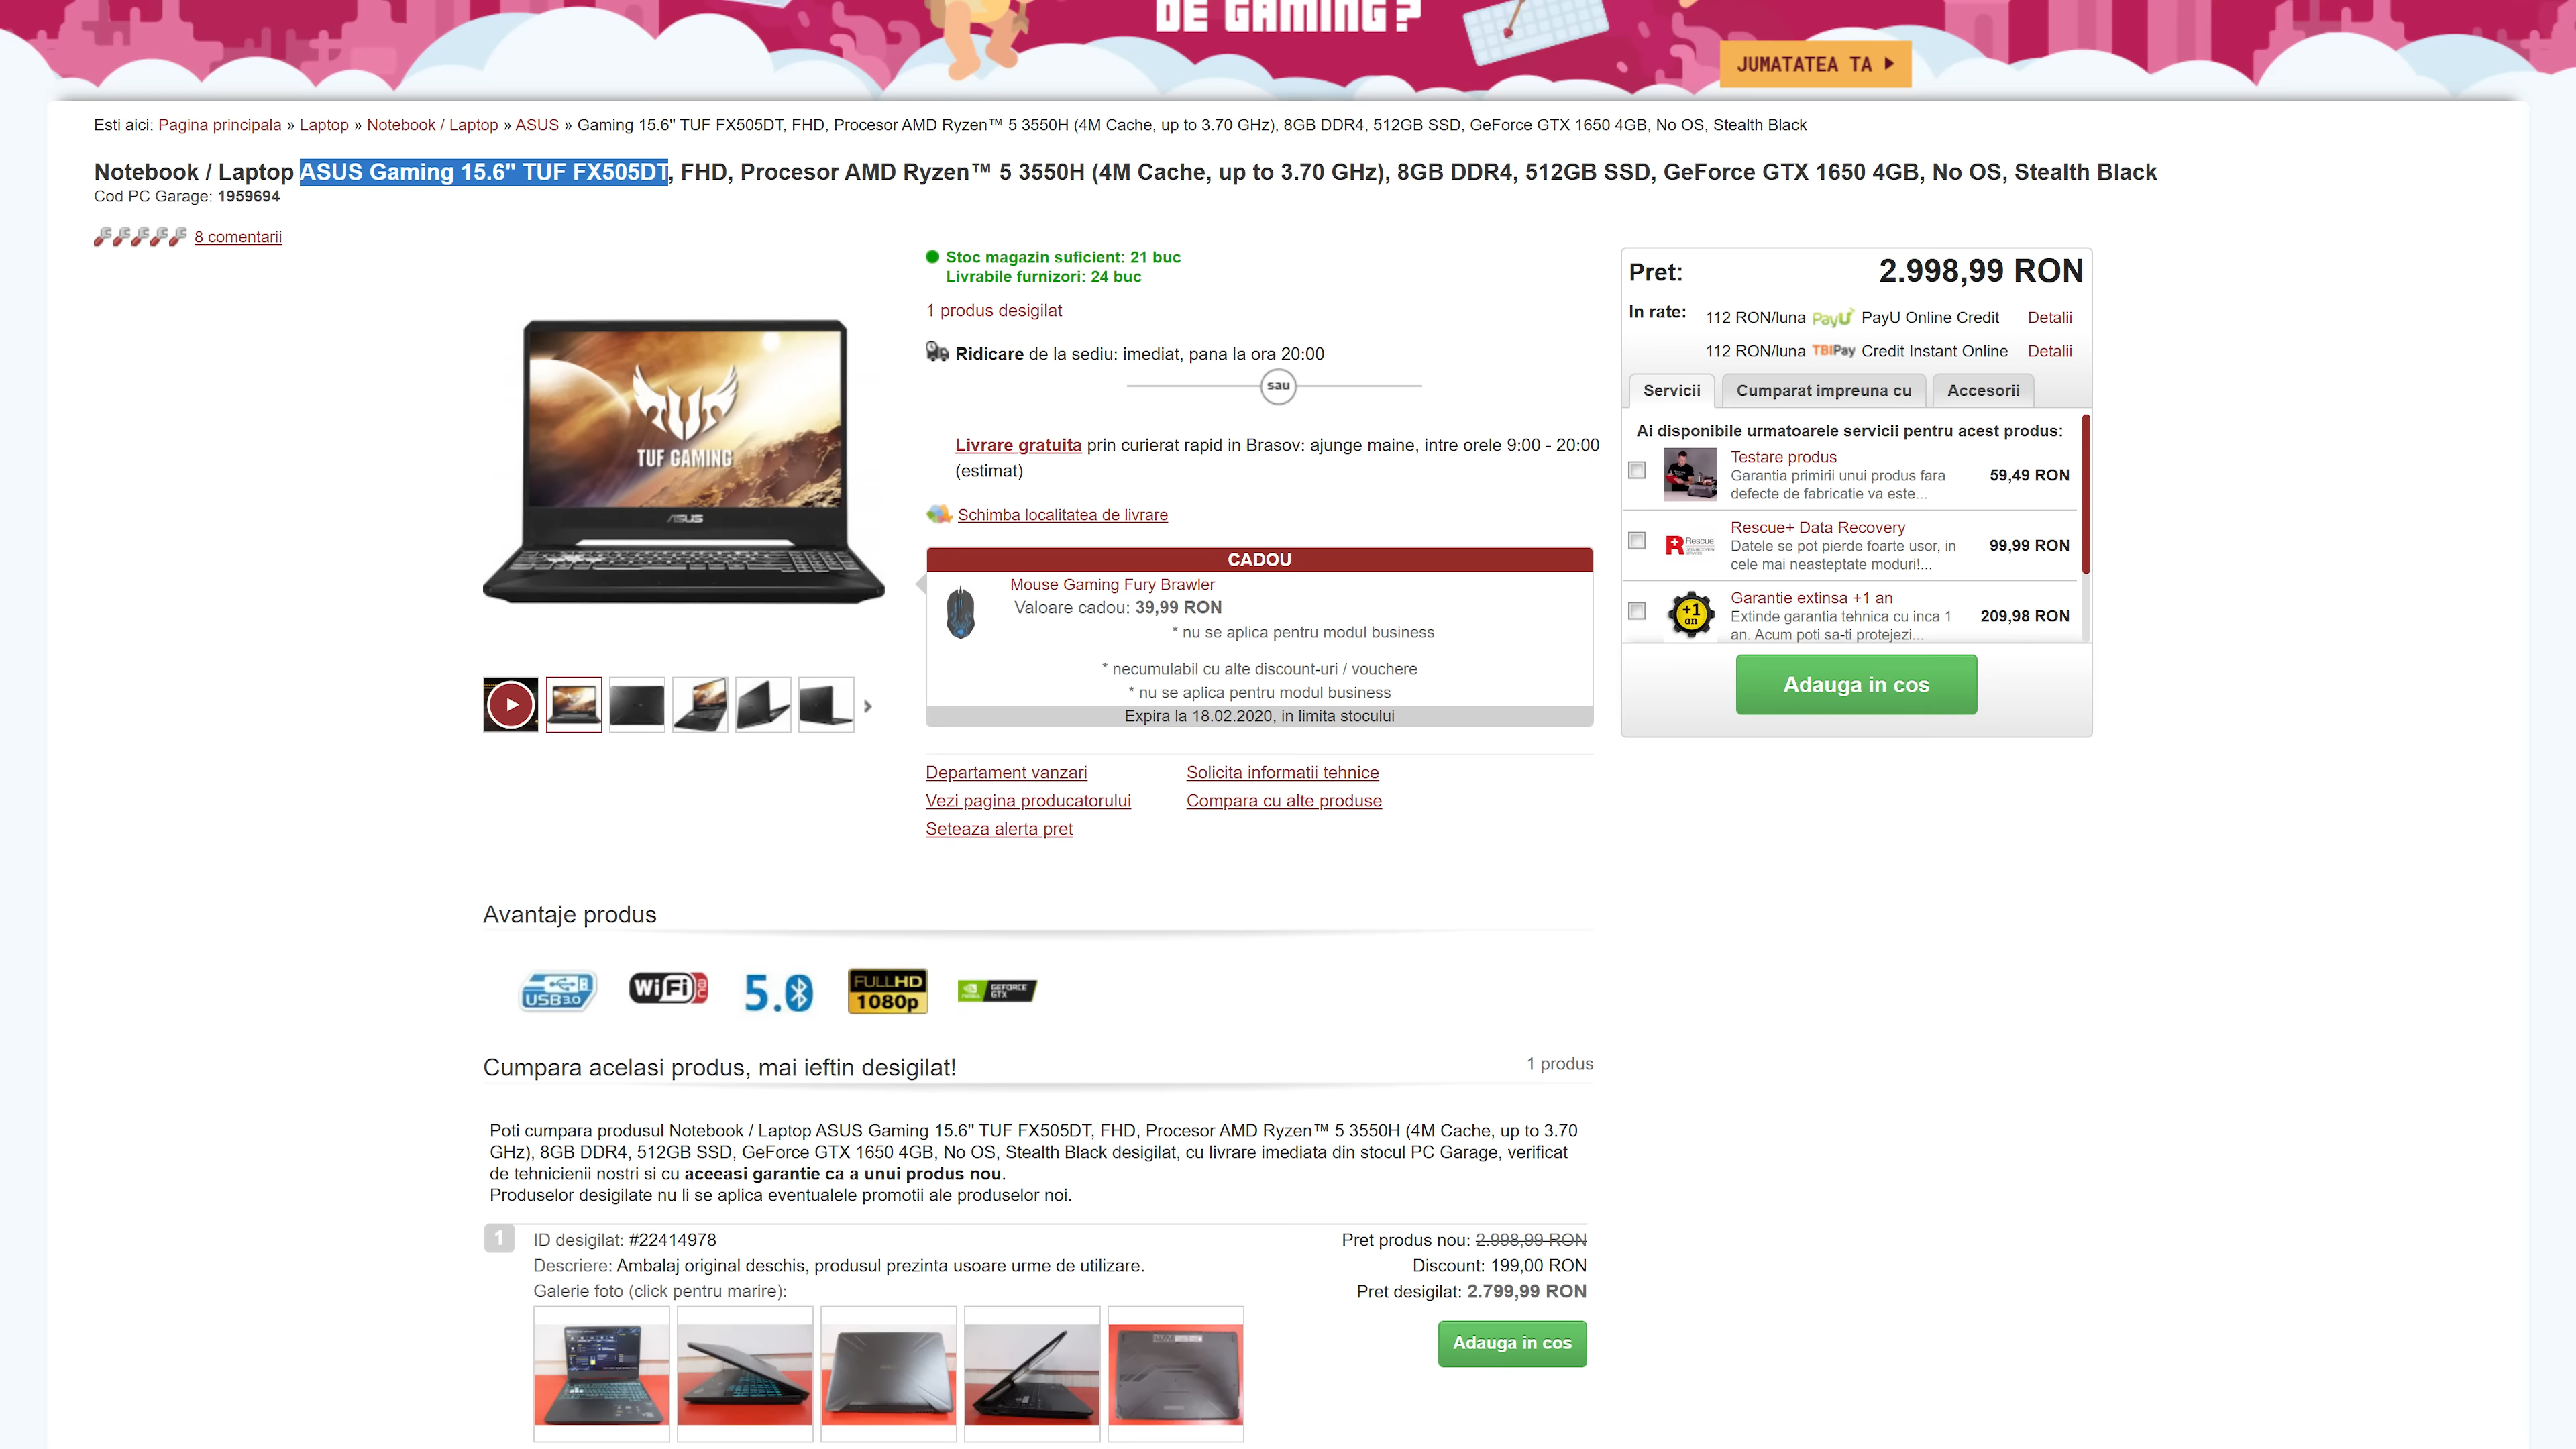 DE GAMING?
JUMATATEA TA
Esti aici: Pagina principala » Laptop » Notebook / Laptop » ASUS » Gaming 15.6" TUF FX505DT, FHD, Procesor AMD Ryzen™ 5 3550H (4M Cache, up to 3.70 GHz), 8GB DDR4, 512GB SSD, GeForce GTX 1650 4GB, No OS, Stealth Black
Notebook / Laptop ASUS Gaming 15.6" TUF FX505DT, FHD, Procesor AMD Ryzen™ 5 3550H (4M Cache, up to 3.70 GHz), 8GB DDR4, 512GB SSD, GeForce GTX 1650 4GB, No OS, Stealth Black
Cod PC Garage: 1959694
8 comentarii
TUF GAMING
ASUS
Stoc magazin suficient: 21 buc
Livrabile furnizori: 24 buc
1 produs desigilat
Ridicare de la sediu: imediat, pana la ora 20:00
sau
Livrare gratuita prin curierat rapid in Brasov: ajunge maine, intre orele 9:00 - 20:00
(estimat)
Schimba localitatea de livrare
CADOU
Mouse Gaming Fury Brawler
Valoare cadou: 39,99 RON
* nu se aplica pentru modul business
* necumulabil cu alte discount-uri / vouchere
* nu se aplica pentru modul business
Expira la 18.02.2020, in limita stocului
Departament vanzari
Solicita informatii tehnice
Vezi pagina producatorului
Compara cu alte produse
Seteaza alerta pret
Pret: 2.998,99 RON
In rate: 112 RON/luna PayU PayU Online Credit Detalii
112 RON/luna TBIPay Credit Instant Online Detalii
Servicii
Cumparat impreuna cu
Accesorii
Ai disponibile urmatoarele servicii pentru acest produs:
Testare produs
Garantia primirii unui produs fara
defecte de fabricatie va este...
59,49 RON
Rescue
Rescue+ Data Recovery
Datele se pot pierde foarte usor, in
cele mai neasteptate moduri!...
99,99 RON
+1
an
Garantie extinsa +1 an
Extinde garantia tehnica cu inca 1
an. Acum poti sa-ti protejezi...
209,98 RON
Adauga in cos
Avantaje produs
USB3.0
WiFi ac
5.0
FULLHD
1080p
NVIDIA
GEFORCE
GTX
Cumpara acelasi produs, mai ieftin desigilat!
1 produs
Poti cumpara produsul Notebook / Laptop ASUS Gaming 15.6" TUF FX505DT, FHD, Procesor AMD Ryzen™ 5 3550H (4M Cache, up to 3.70
GHz), 8GB DDR4, 512GB SSD, GeForce GTX 1650 4GB, No OS, Stealth Black desigilat, cu livrare imediata din stocul PC Garage, verificat
de tehnicienii nostri si cu aceeasi garantie ca a unui produs nou.
Produselor desigilate nu li se aplica eventualele promotii ale produselor noi.
1
ID desigilat: #22414978
Descriere: Ambalaj original deschis, produsul prezinta usoare urme de utilizare.
Galerie foto (click pentru marire):
Pret produs nou: 2.998,99 RON
Discount: 199,00 RON
Pret desigilat: 2.799,99 RON
Adauga in cos